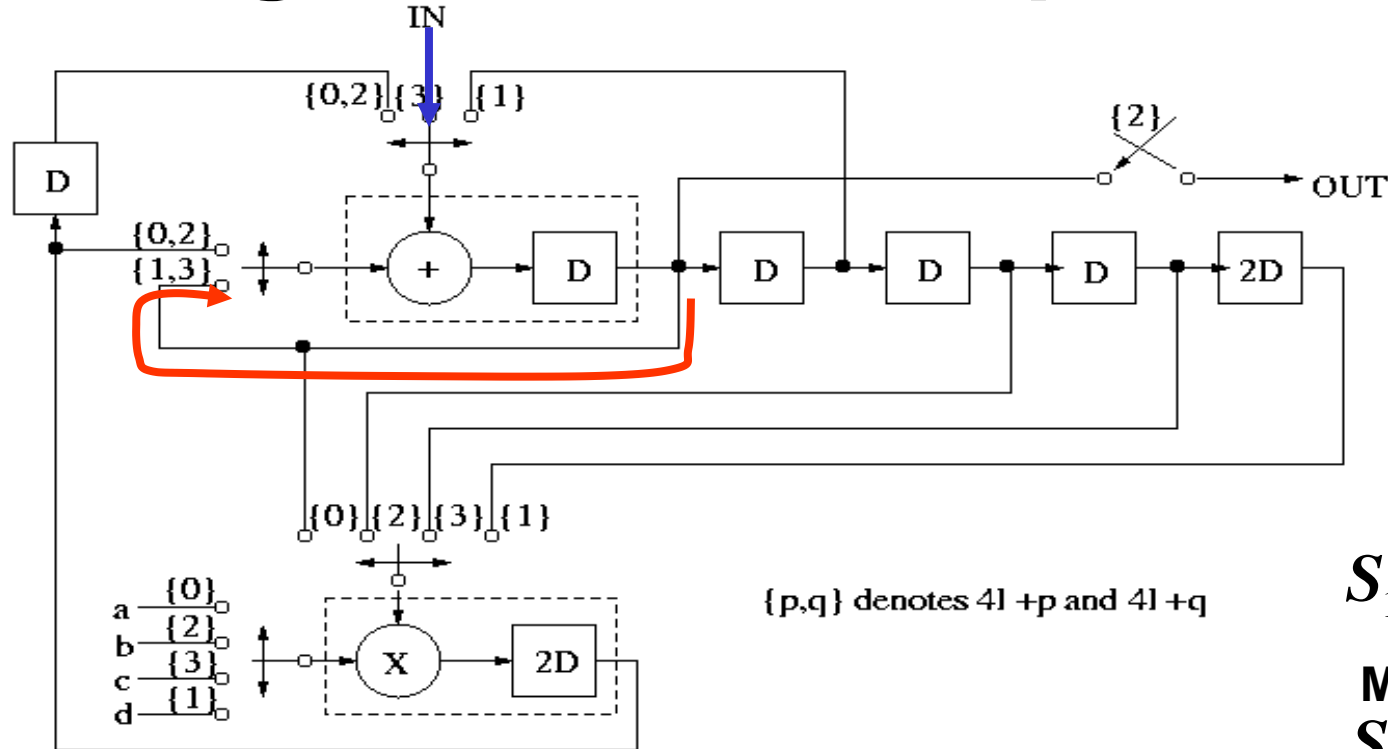 IN
{0,2} {3} {1}
{2}
D
OUT
{0,2}
{1,3}
+
D
D
D
D
2D
{0} {2} {3} {1}
{p,q} denotes 4l +p and 4l +q
a {0}
b {2}
c {3}
d {1}
X
2D
S
M
S